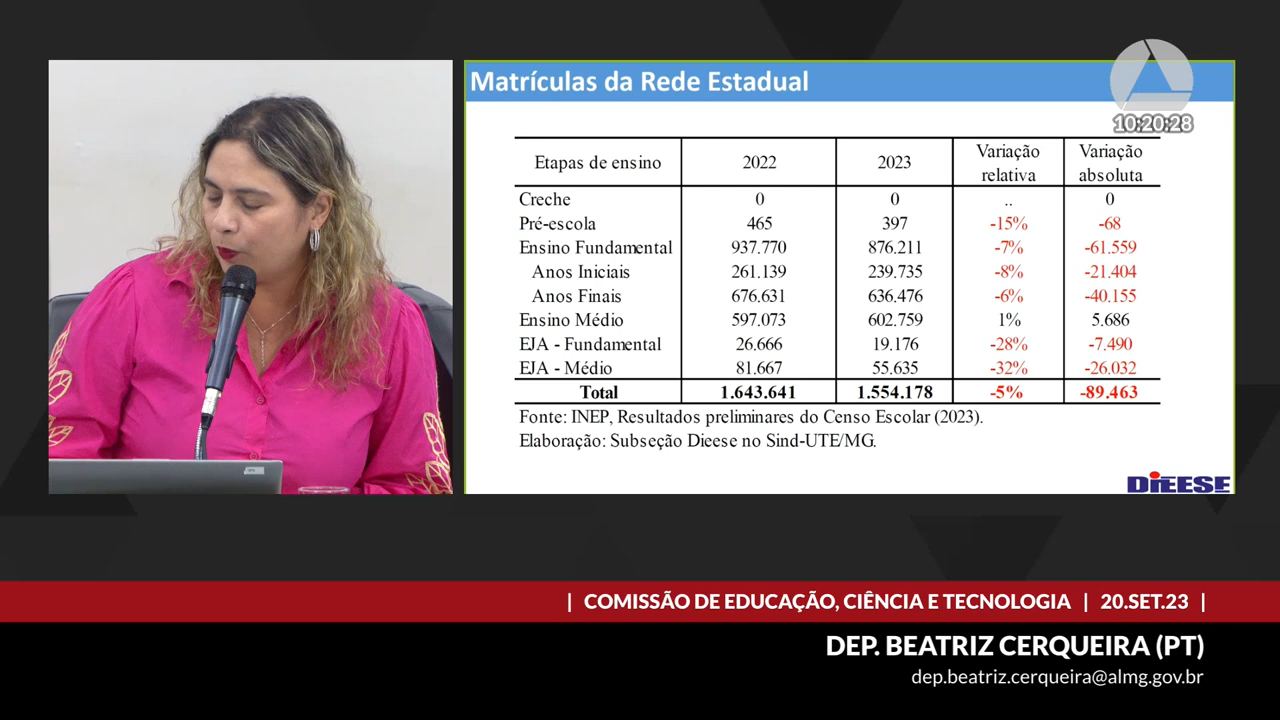 Matrículas da Rede Estadual
10:20:28
Etapas de ensino 2022 2023 Variação relativa Variação absoluta
Creche 0 0 .. 0
Pré-escola 465 397 -15% -68
Ensino Fundamental 937.770 876.211 -7% -61.559
Anos Iniciais 261.139 239.735 -8% -21.404
Anos Finais 676.631 636.476 -6% -40.155
Ensino Médio 597.073 602.759 1% 5.686
EJA - Fundamental 26.666 19.176 -28% -7.490
EJA - Médio 81.667 55.635 -32% -26.032
Total 1.643.641 1.554.178 -5% -89.463
Fonte: INEP, Resultados preliminares do Censo Escolar (2023).
Elaboração: Subseção Dieese no Sind-UTE/MG.
DIEESE
| COMISSÃO DE EDUCAÇÃO, CIÊNCIA E TECNOLOGIA | 20.SET.23 |
DEP. BEATRIZ CERQUEIRA (PT)
dep.beatriz.cerqueira@almg.gov.br